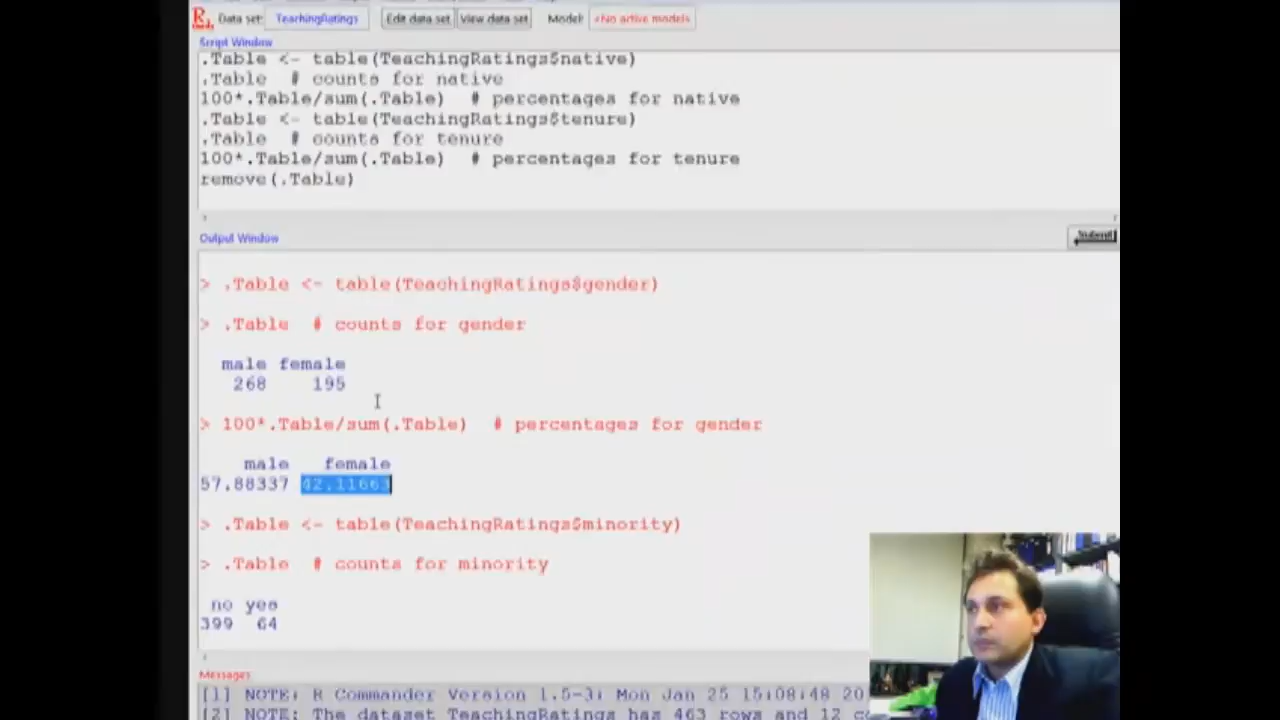 Data set: TeachingRatings Edit data set View data set Model: <No active models>
Script Window
.Table <- table(TeachingRatings$native)
.Table # counts for native
100*.Table/sum(.Table) # percentages for native
.Table <- table(TeachingRatings$tenure)
.Table # counts for tenure
100*.Table/sum(.Table) # percentages for tenure
remove(.Table)
Output Window Submit
> .Table <- table(TeachingRatings$gender)
> .Table # counts for gender
male female
268 195
> 100*.Table/sum(.Table) # percentages for gender
male female
57.88337 42.11663
> .Table <- table(TeachingRatings$minority)
> .Table # counts for minority
no yes
399 64
Messages
[1] NOTE: R Commander Version 1.5-3: Mon Jan 25 15:08:48 20
[2] NOTE: The dataset TeachingRatings has 463 rows and 12 co